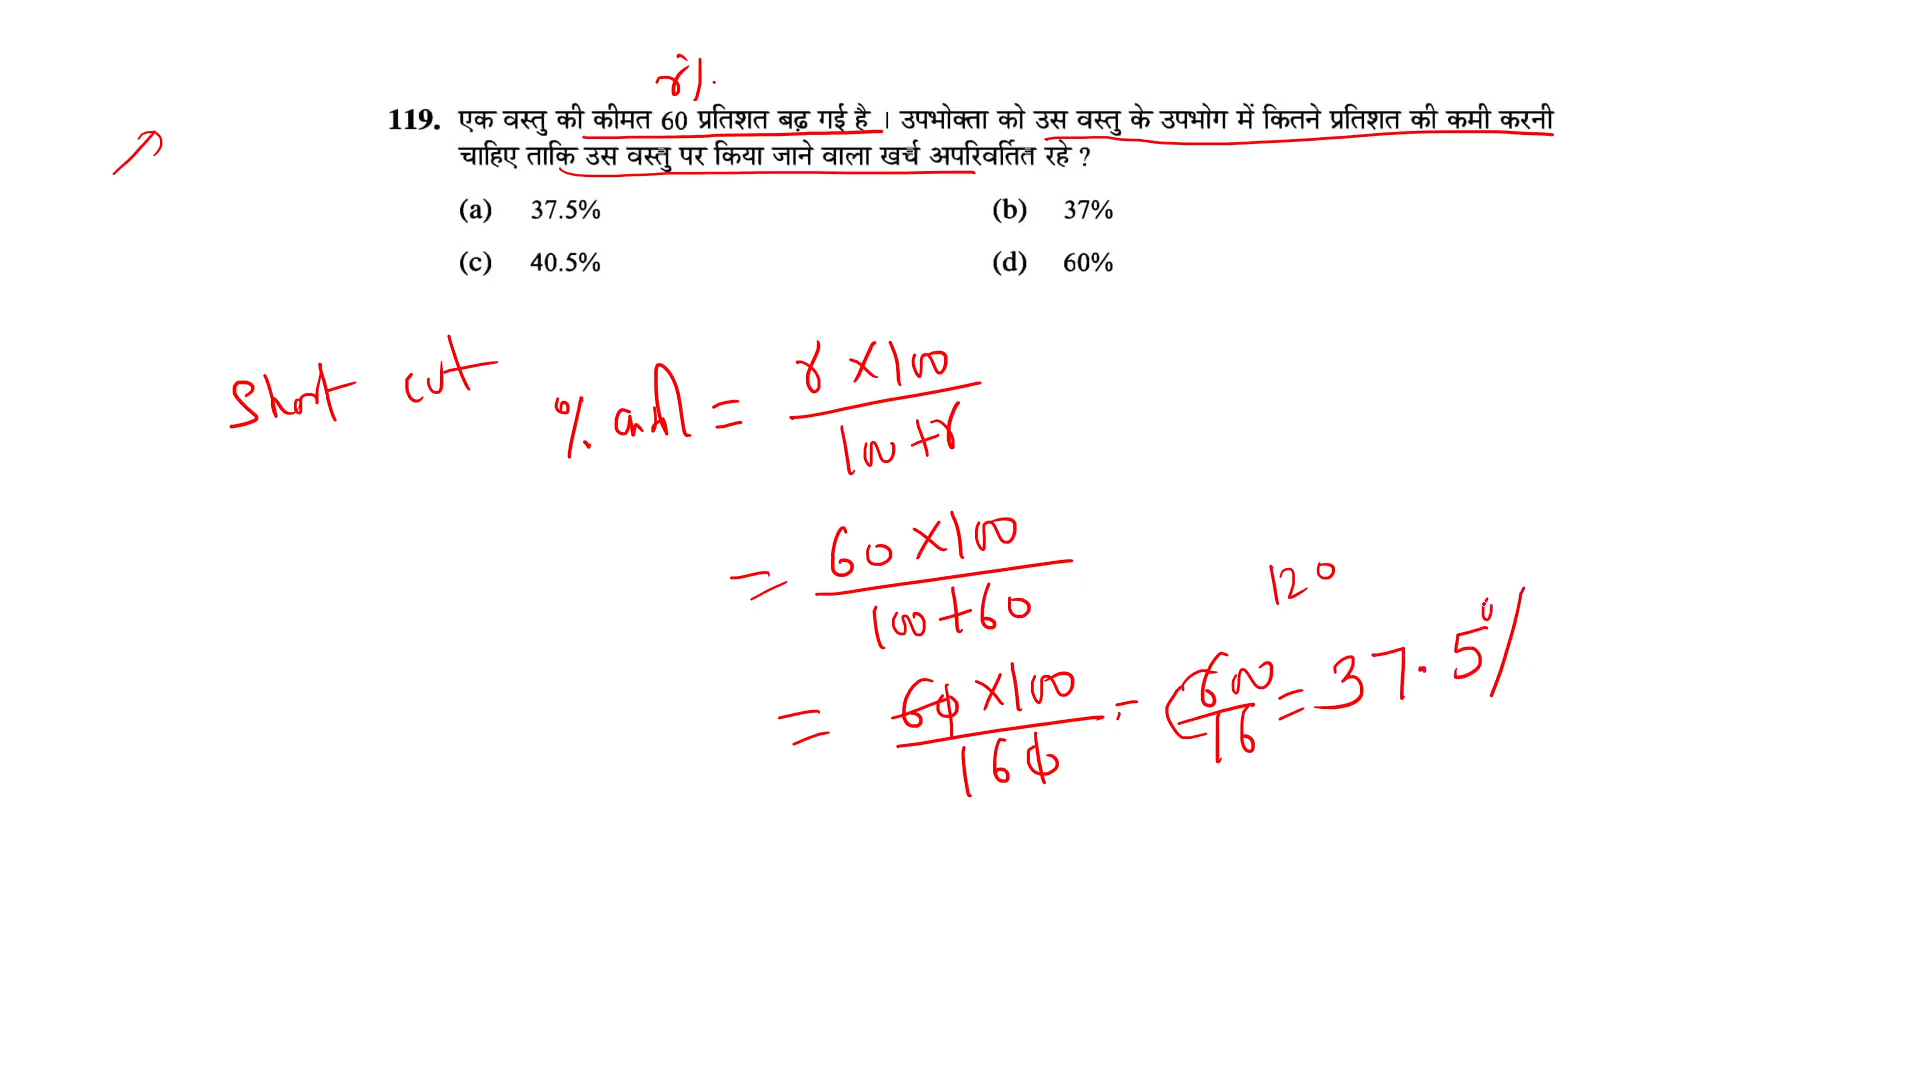 r%
119. एक वस्तु की कीमत 60 प्रतिशत बढ़ गई है । उपभोक्ता को उस वस्तु के उपभोग में कितने प्रतिशत की कमी करनी
चाहिए ताकि उस वस्तु पर किया जाने वाला खर्च अपरिवर्तित रहे ?
(a) 37.5% (b) 37%
(c) 40.5% (d) 60%
Short cut % कमी = r × 100 / 100 + r
= 60 × 100 / 100 + 60
120
= 60 × 100 / 160 = 600 / 16 = 37.5%